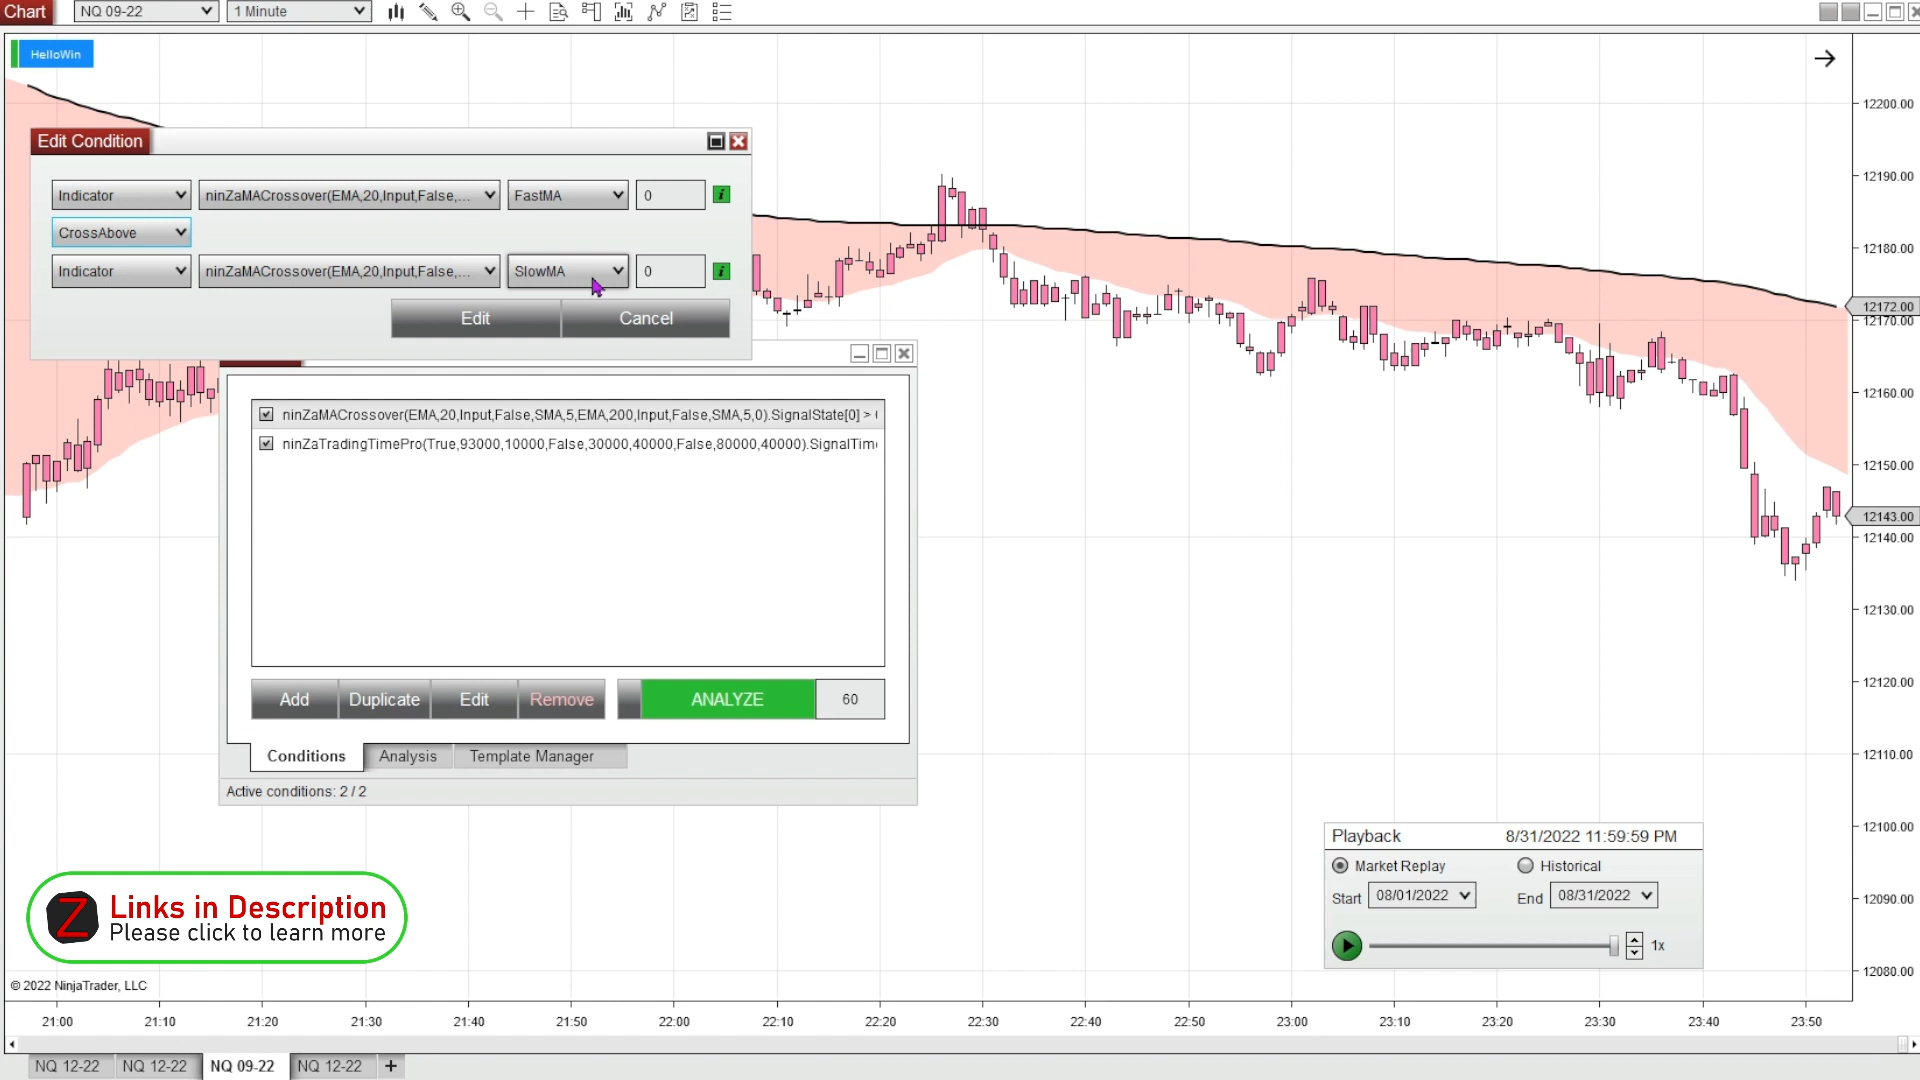 Chart
NQ 09-22
1 Minute
HelloWin
Edit Condition
Indicator
ninZaMACrossover(EMA,20,Input,False,...
FastMA
0
CrossAbove
Indicator
ninZaMACrossover(EMA,20,Input,False,...
SlowMA
0
Edit
Cancel
ninZaMACrossover(EMA,20,Input,False,SMA,5,EMA,200,Input,False,SMA,5,0).SignalState[0] >
ninZaTradingTimePro(True,93000,10000,False,30000,40000,False,80000,40000).SignalTim
Add
Duplicate
Edit
Remove
ANALYZE
60
Conditions
Analysis
Template Manager
Active conditions: 2 / 2
12200.00
12190.00
12180.00
12172.00
12170.00
12160.00
12150.00
12143.00
12140.00
12130.00
12120.00
12110.00
12100.00
12090.00
12080.00
Playback
8/31/2022 11:59:59 PM
Market Replay
Historical
Start
08/01/2022
End
08/31/2022
1x
Z
Links in Description
Please click to learn more
© 2022 NinjaTrader, LLC
21:00
21:10
21:20
21:30
21:40
21:50
22:00
22:10
22:20
22:30
22:40
22:50
23:00
23:10
23:20
23:30
23:40
23:50
NQ 12-22
NQ 12-22
NQ 09-22
NQ 12-22
+